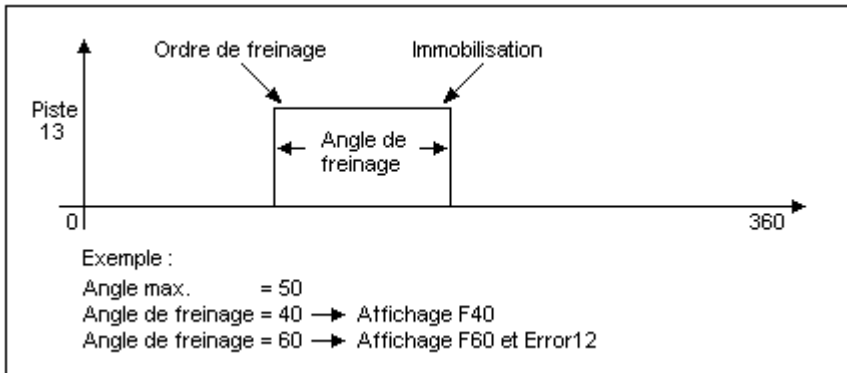 Ordre de freinage
Immobilisation
Piste
13
Angle de
freinage
0
360
Exemple :
Angle max. = 50
Angle de freinage = 40 → Affichage F40
Angle de freinage = 60 → Affichage F60 et Error12